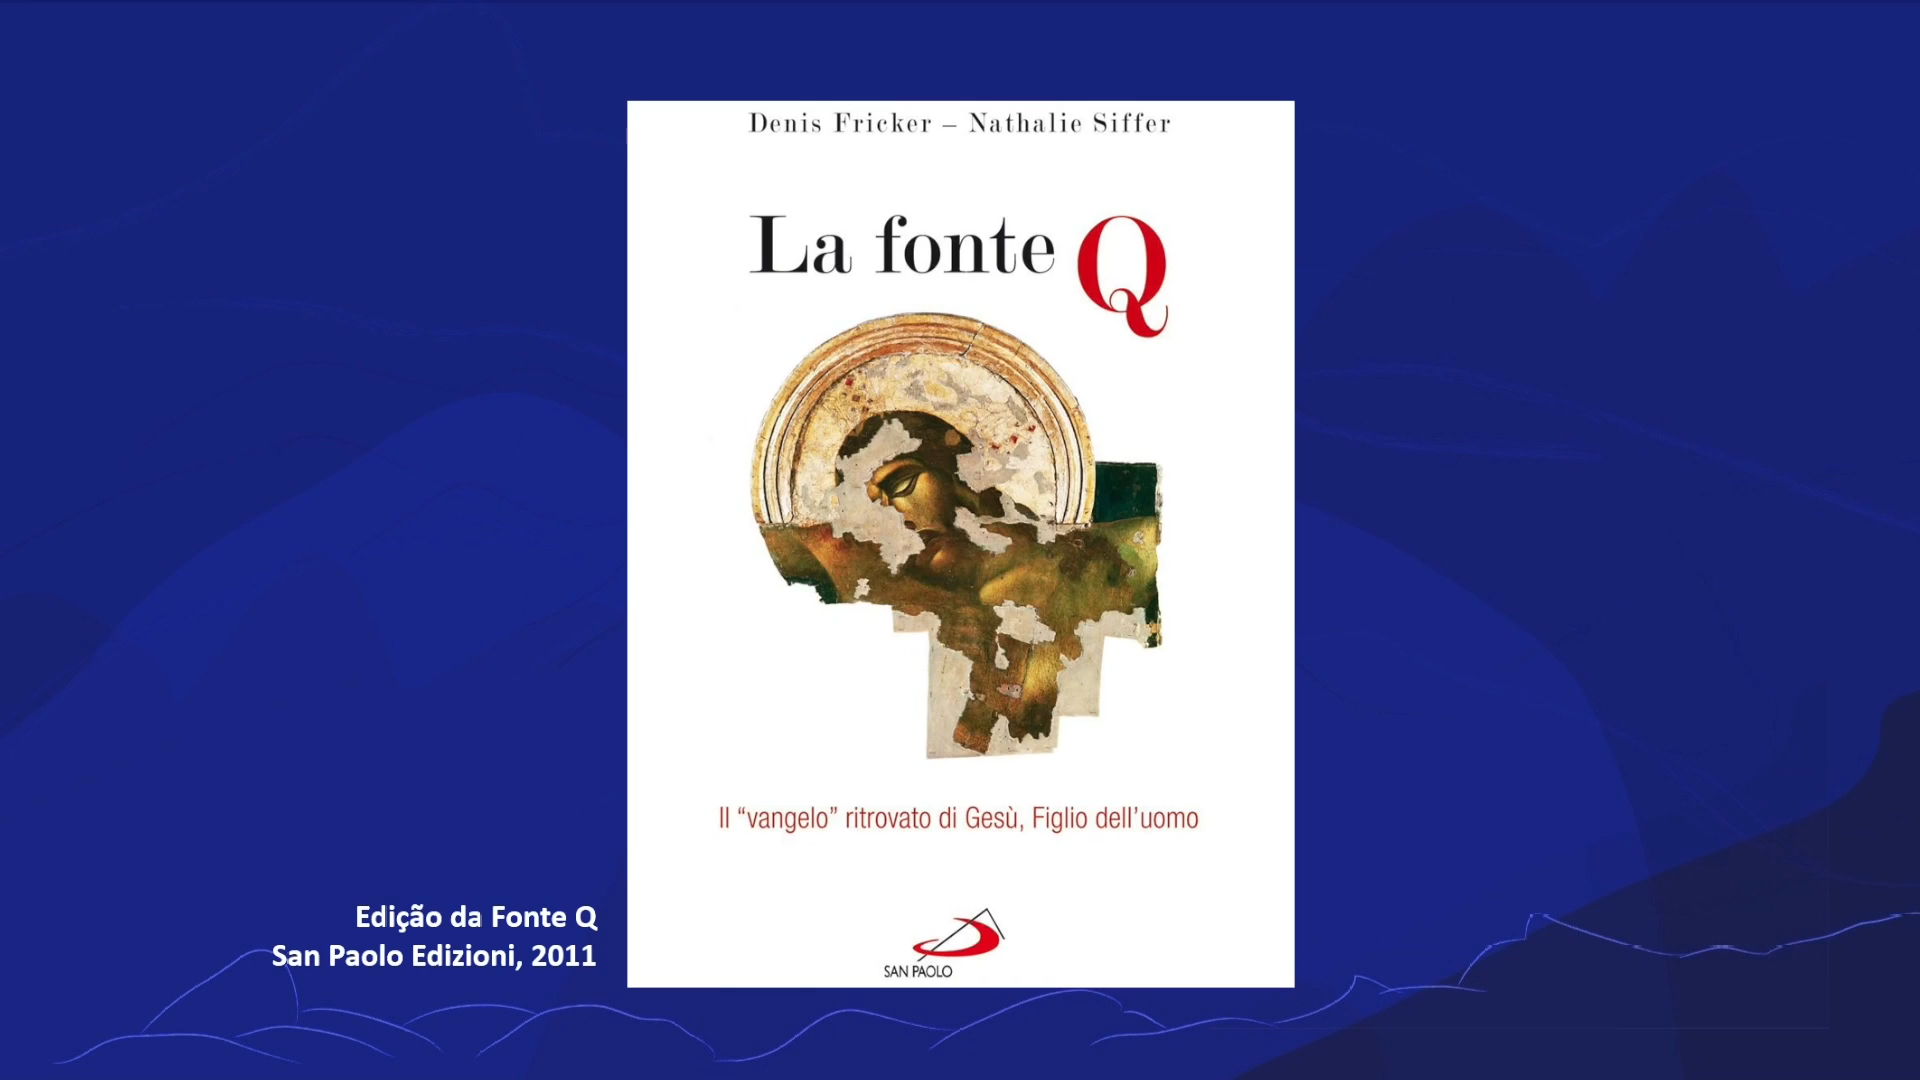 Denis Fricker – Nathalie Siffer
La fonte Q
Il “vangelo” ritrovato di Gesù, Figlio dell’uomo
SAN PAOLO
Edição da Fonte Q
San Paolo Edizioni, 2011